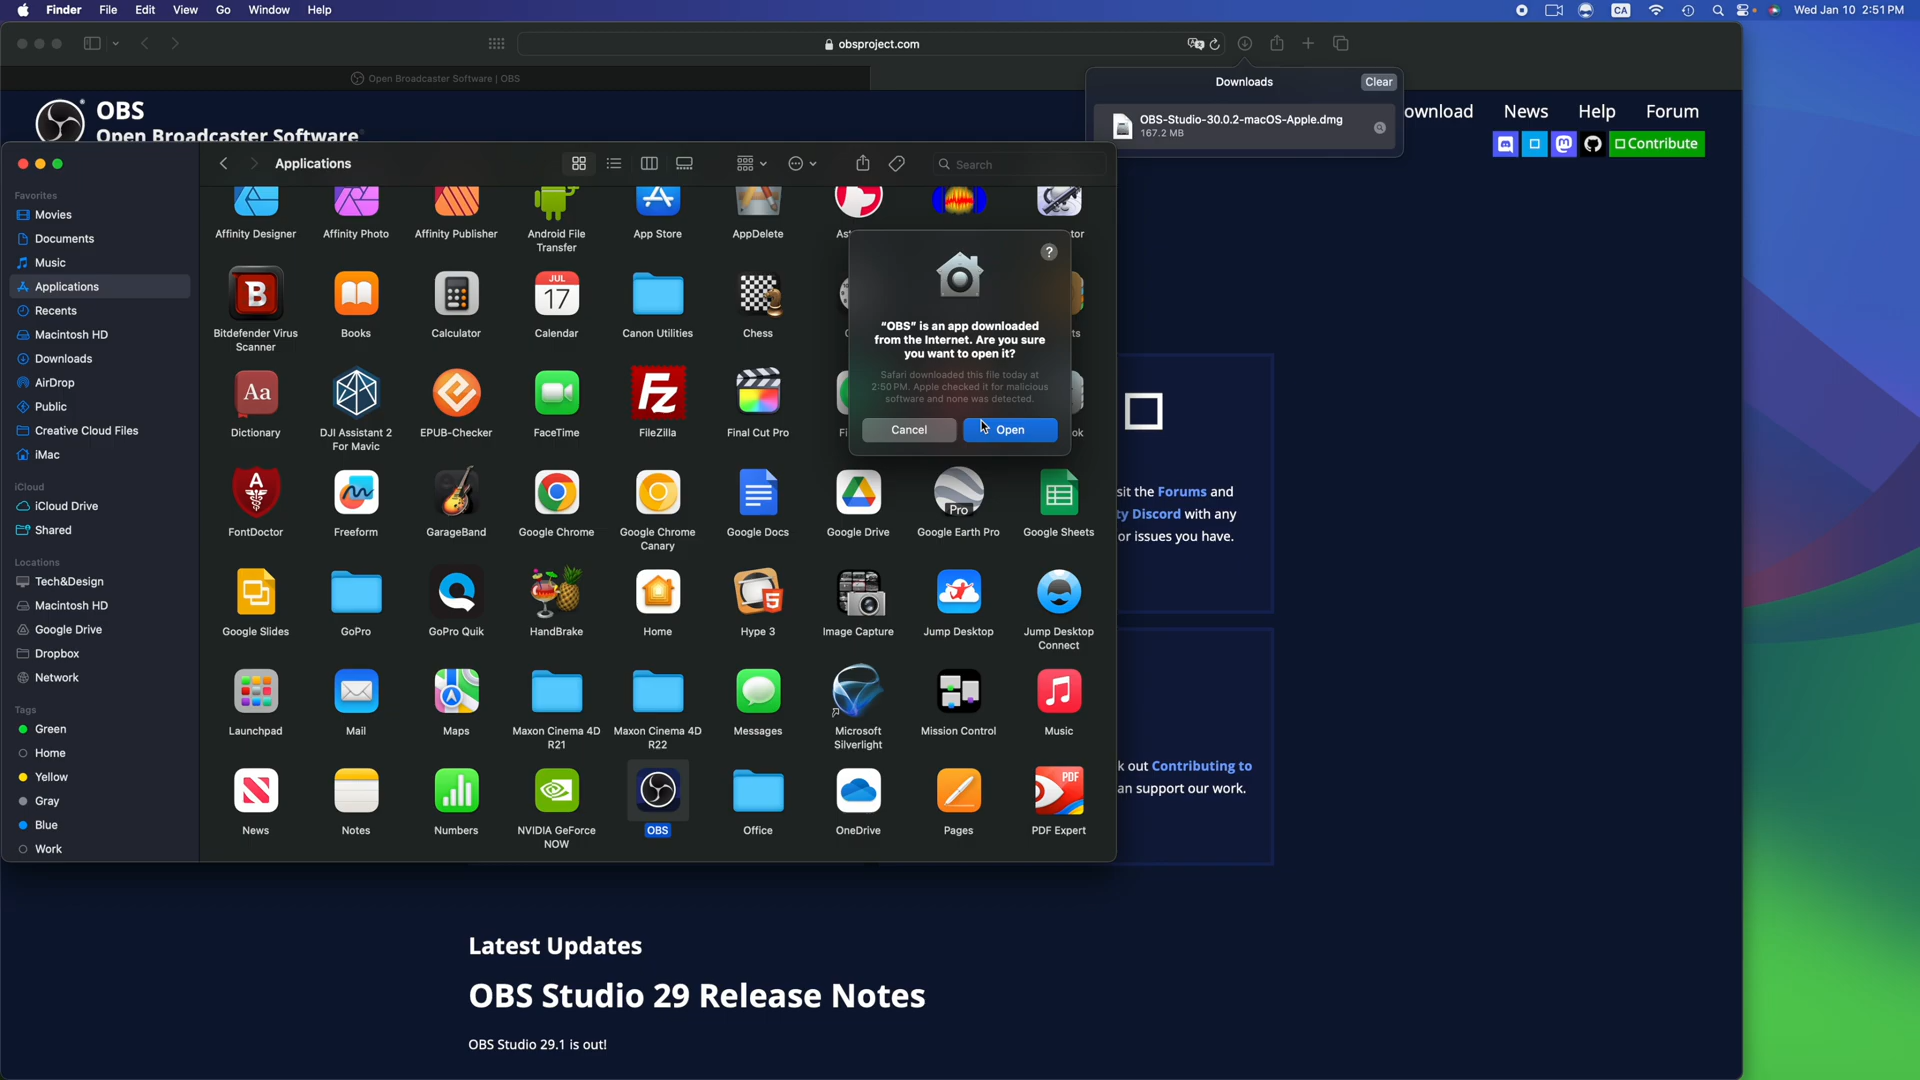 Finder File Edit View Go Window Help
CA
Wed Jan 10 2:51 PM
obsproject.com
Open Broadcaster Software | OBS
Downloads
Clear
OBS-Studio-30.0.2-macOS-Apple.dmg
167.2 MB
OBS
Open Broadcaster Software
ownload News Help Forum
Contribute
Applications
Search
Favorites
Movies
Documents
Music
Applications
Recents
Macintosh HD
Downloads
AirDrop
Public
Creative Cloud Files
iMac
iCloud
iCloud Drive
Shared
Locations
Tech&Design
Macintosh HD
Google Drive
Dropbox
Network
Tags
Green
Home
Yellow
Gray
Blue
Work
Affinity Designer
Affinity Photo
Affinity Publisher
Android File
Transfer
App Store
AppDelete
As
tor
B
Bitdefender Virus
Scanner
Books
Calculator
JUL
17
Calendar
Canon Utilities
Chess
ts
Aa
Dictionary
DJI Assistant 2
For Mavic
EPUB-Checker
FaceTime
Fz
FileZilla
Final Cut Pro
Fi
ok
?
“OBS” is an app downloaded
from the Internet. Are you sure
you want to open it?
Safari downloaded this file today at
2:50 PM. Apple checked it for malicious
software and none was detected.
Cancel
Open
A
FontDoctor
Freeform
GarageBand
Google Chrome
Google Chrome
Canary
Google Docs
Google Drive
Pro
Google Earth Pro
Google Sheets
Google Slides
GoPro
GoPro Quik
HandBrake
Home
5
Hype 3
Image Capture
Jump Desktop
Jump Desktop
Connect
Launchpad
Mail
Maps
Maxon Cinema 4D
R21
Maxon Cinema 4D
R22
Messages
Microsoft
Silverlight
Mission Control
Music
News
Notes
Numbers
NVIDIA GeForce
NOW
OBS
Office
OneDrive
Pages
PDF
PDF Expert
sit the Forums and
ty Discord with any
or issues you have.
k out Contributing to
an support our work.
Latest Updates
OBS Studio 29 Release Notes
OBS Studio 29.1 is out!